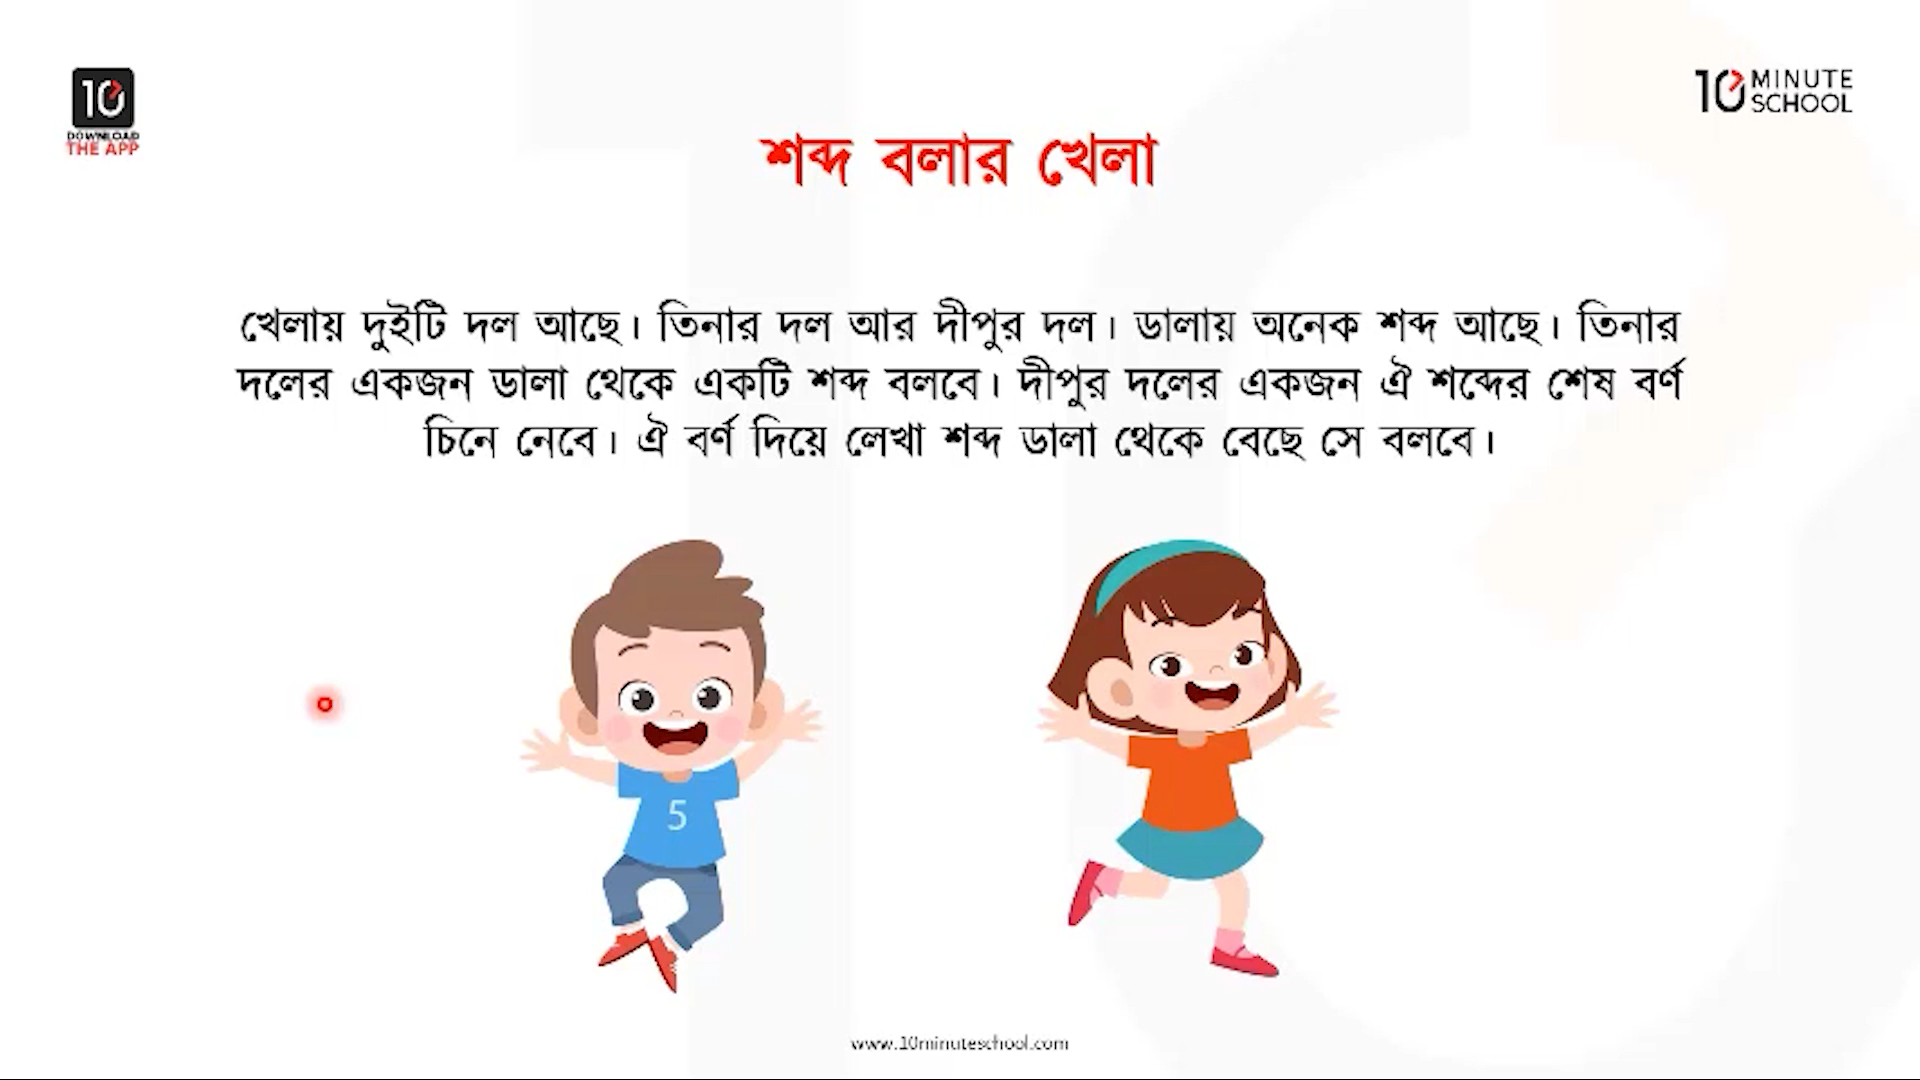 10
DOWNLOAD
THE APP
10 MINUTE
SCHOOL
শব্দ বলার খেলা
খেলায় দুইটি দল আছে। তিনার দল আর দীপুর দল। ডালায় অনেক শব্দ আছে। তিনার
দলের একজন ডালা থেকে একটি শব্দ বলবে। দীপুর দলের একজন ঐ শব্দের শেষ বর্ণ
চিনে নেবে। ঐ বর্ণ দিয়ে লেখা শব্দ ডালা থেকে বেছে সে বলবে।
5
www.10minuteschool.com